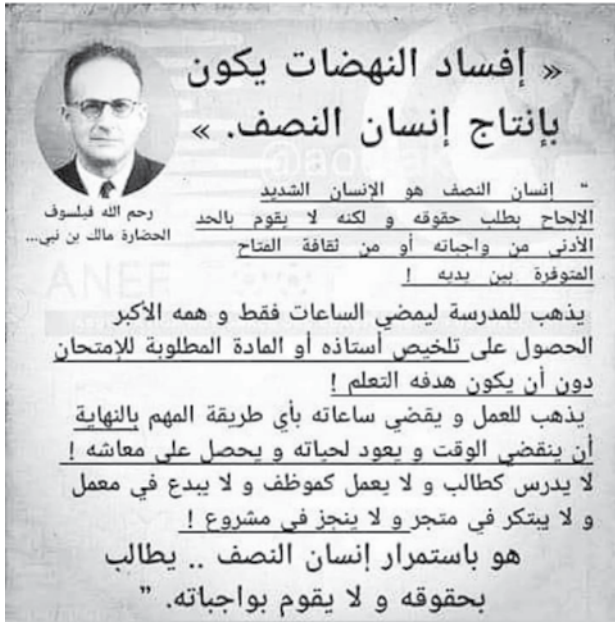 « إفساد النهضات يكون
بإنتاج إنسان النصف. »
رحم الله فيلسوف
الحضارة مالك بن نبي...
" إنسان النصف هو الإنسان الشديد
الإلحاح بطلب حقوقه و لكنه لا يقوم بالحد
الأدنى من واجباته أو من ثقافة المتاح
المتوفرة بين يديه !
يذهب للمدرسة ليمضي الساعات فقط و همه الأكبر
الحصول على تلخيص أستاذه أو المادة المطلوبة للإمتحان
دون أن يكون هدفه التعلم !
يذهب للعمل و يقضي ساعاته بأي طريقة المهم بالنهاية
أن ينقضي الوقت و يعود لحياته و يحصل على معاشه !
لا يدرس كطالب و لا يعمل كموظف و لا يبدع في معمل
و لا يبتكر في متجر و لا ينجز في مشروع !
هو باستمرار إنسان النصف .. يطالب
بحقوقه و لا يقوم بواجباته. "